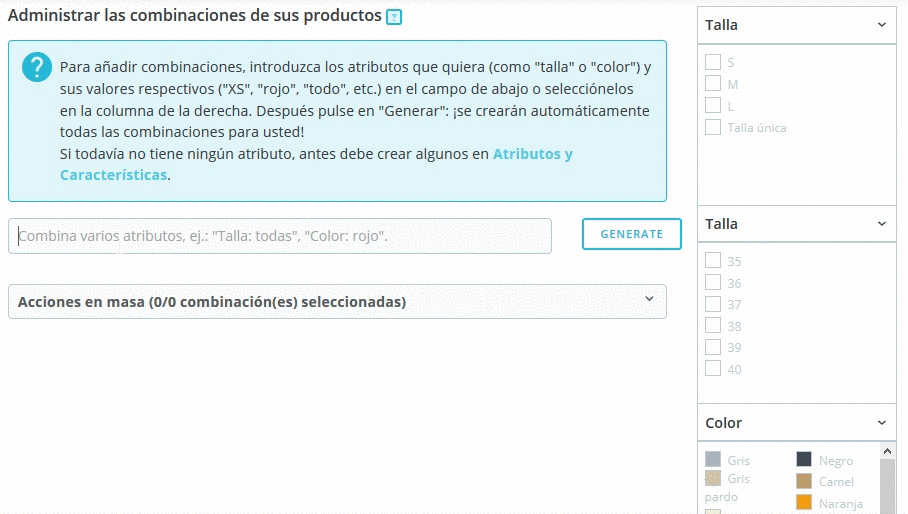 Administrar las combinaciones de sus productos ?
? Para añadir combinaciones, introduzca los atributos que quiera (como "talla" o "color") y
sus valores respectivos ("XS", "rojo", "todo", etc.) en el campo de abajo o selecciónelos
en la columna de la derecha. Después pulse en "Generar": ¡se crearán automáticamente
todas las combinaciones para usted!
Si todavía no tiene ningún atributo, antes debe crear algunos en Atributos y
Características.
Combina varios atributos, ej.: "Talla: todas", "Color: rojo".
GENERATE
Acciones en masa (0/0 combinación(es) seleccionadas)
Talla
S
M
L
Talla única
Talla
35
36
37
38
39
40
Color
Gris
Negro
Gris
pardo
Camel
Naranja